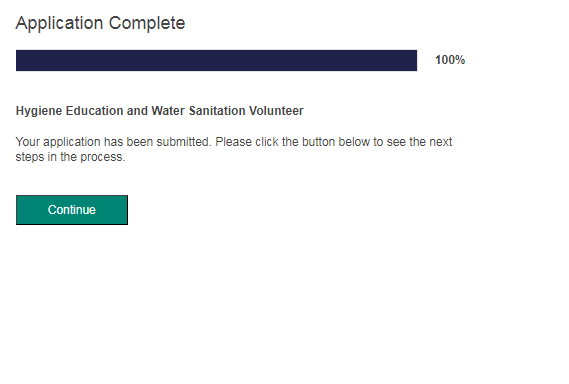 Application Complete
100%
Hygiene Education and Water Sanitation Volunteer
Your application has been submitted. Please click the button below to see the next
steps in the process.
Continue